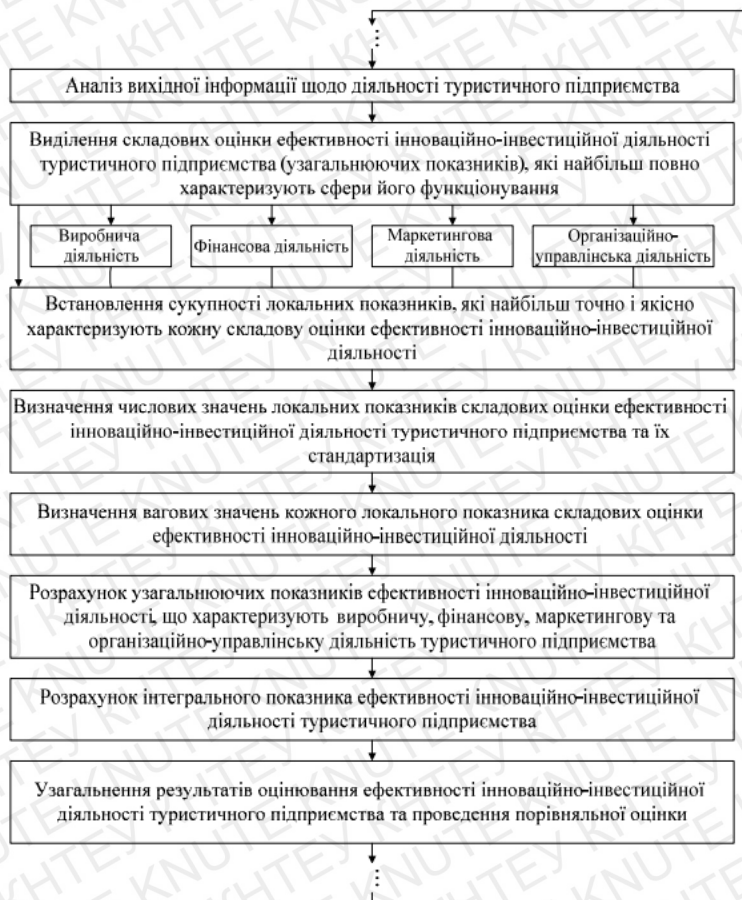 Аналіз вихідної інформації щодо діяльності туристичного підприємства
Виділення складових оцінки ефективності інноваційно-інвестиційної діяльності
туристичного підприємства (узагальнюючих показників), які найбільш повно
характеризують сфери його функціонування
Виробнича
діяльність
Фінансова діяльність
Маркетингова
діяльність
Організаційно-
управлінська діяльність
Встановлення сукупності локальних показників, які найбільш точно і якісно
характеризують кожну складову оцінки ефективності інноваційно-інвестиційної
діяльності
Визначення числових значень локальних показників складових оцінки ефективності
інноваційно-інвестиційної діяльності туристичного підприємства та їх
стандартизація
Визначення вагових значень кожного локального показника складових оцінки
ефективності інноваційно-інвестиційної діяльності
Розрахунок узагальнюючих показників ефективності інноваційно-інвестиційної
діяльності, що характеризують виробничу, фінансову, маркетингову та
організаційно-управлінську діяльність туристичного підприємства
Розрахунок інтегрального показника ефективності інноваційно-інвестиційної
діяльності туристичного підприємства
Узагальнення результатів оцінювання ефективності інноваційно-інвестиційної
діяльності туристичного підприємства та проведення порівняльної оцінки